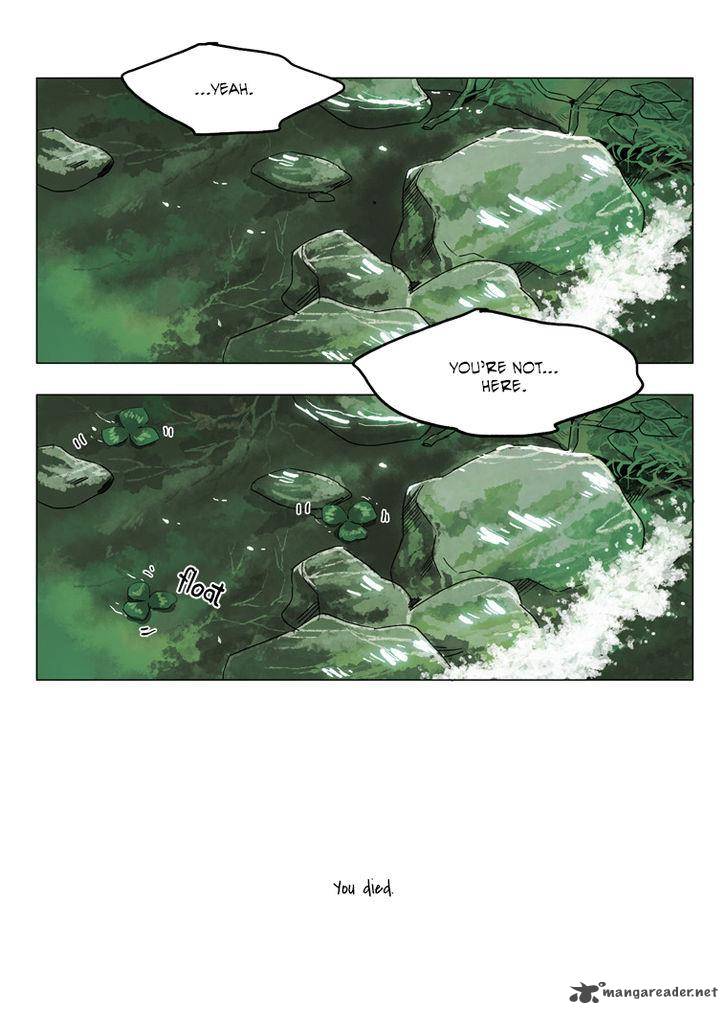 ...YEAH.
YOU'RE NOT...
HERE.
float
You died.
mangareader.net